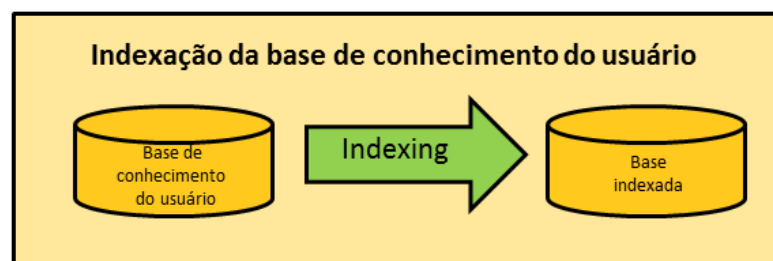 Indexação da base de conhecimento do usuário
Base de
conhecimento
do usuário
Indexing
Base
indexada